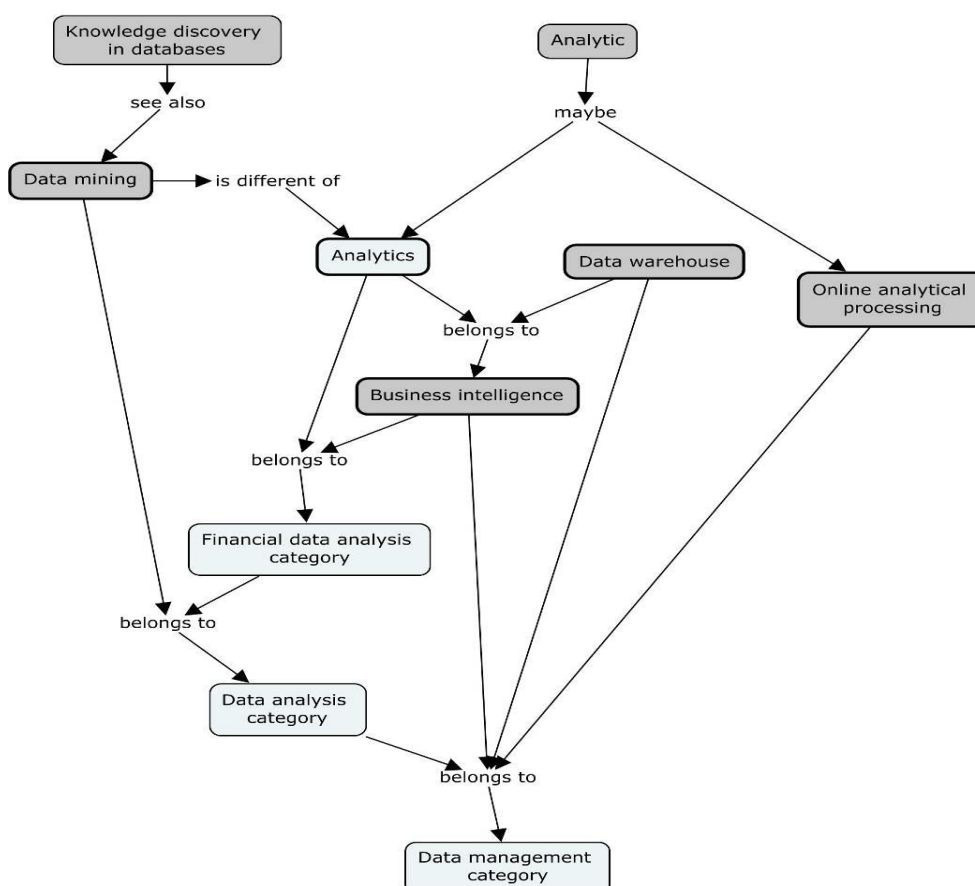 Knowledge discovery
in databases
Analytic
see also
maybe
Data mining
is different of
Analytics
Data warehouse
Online analytical
processing
belongs to
Business intelligence
belongs to
Financial data analysis
category
belongs to
Data analysis
category
belongs to
Data management
category